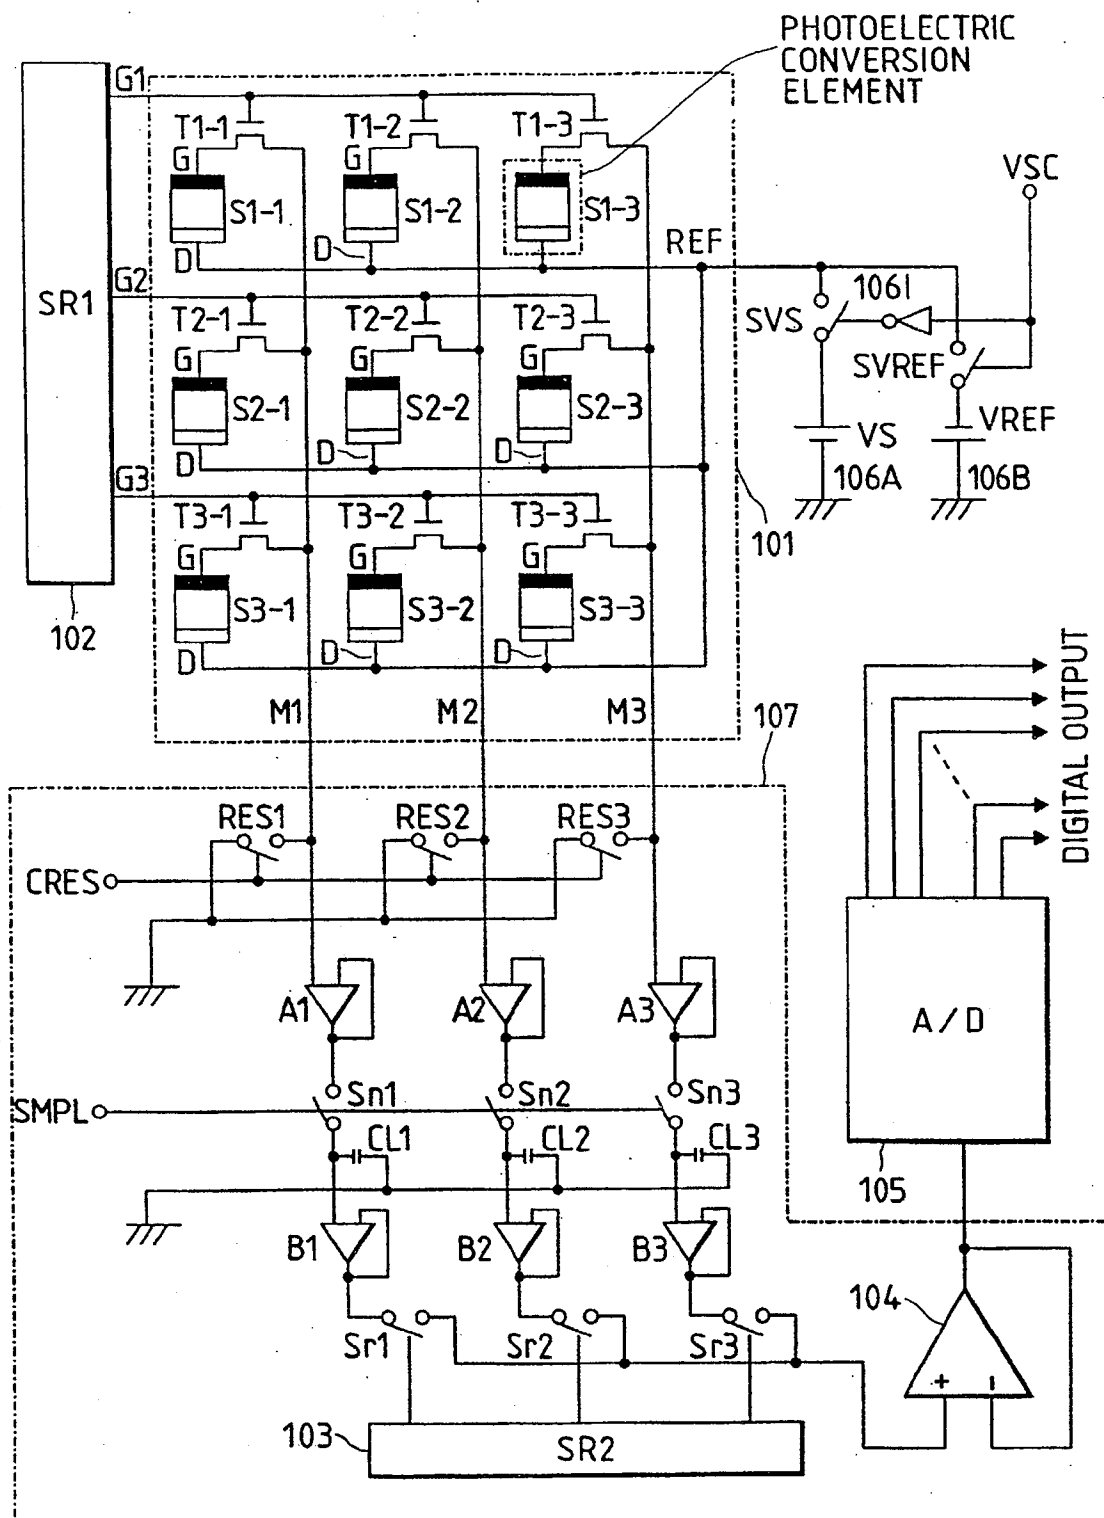 PHOTOELECTRIC
CONVERSION
ELEMENT
G1
T1-1
T1-2
T1-3
G
G
S1-1
S1-2
S1-3
VSC
D
D
REF
G2
SR1
T2-1
T2-2
T2-3
SVS
106I
G
G
G
SVREF
S2-1
S2-2
S2-3
VS
VREF
D
D
D
106A
106B
G3
T3-1
T3-2
T3-3
101
G
G
G
S3-1
S3-2
S3-3
102
D
D
D
M1
M2
M3
107
DIGITAL OUTPUT
RES1
RES2
RES3
CRES
A1
A2
A3
A/D
Sn1
Sn2
Sn3
SMPL
CL1
CL2
CL3
105
B1
B2
B3
104
Sr1
Sr2
Sr3
+
−
103
SR2